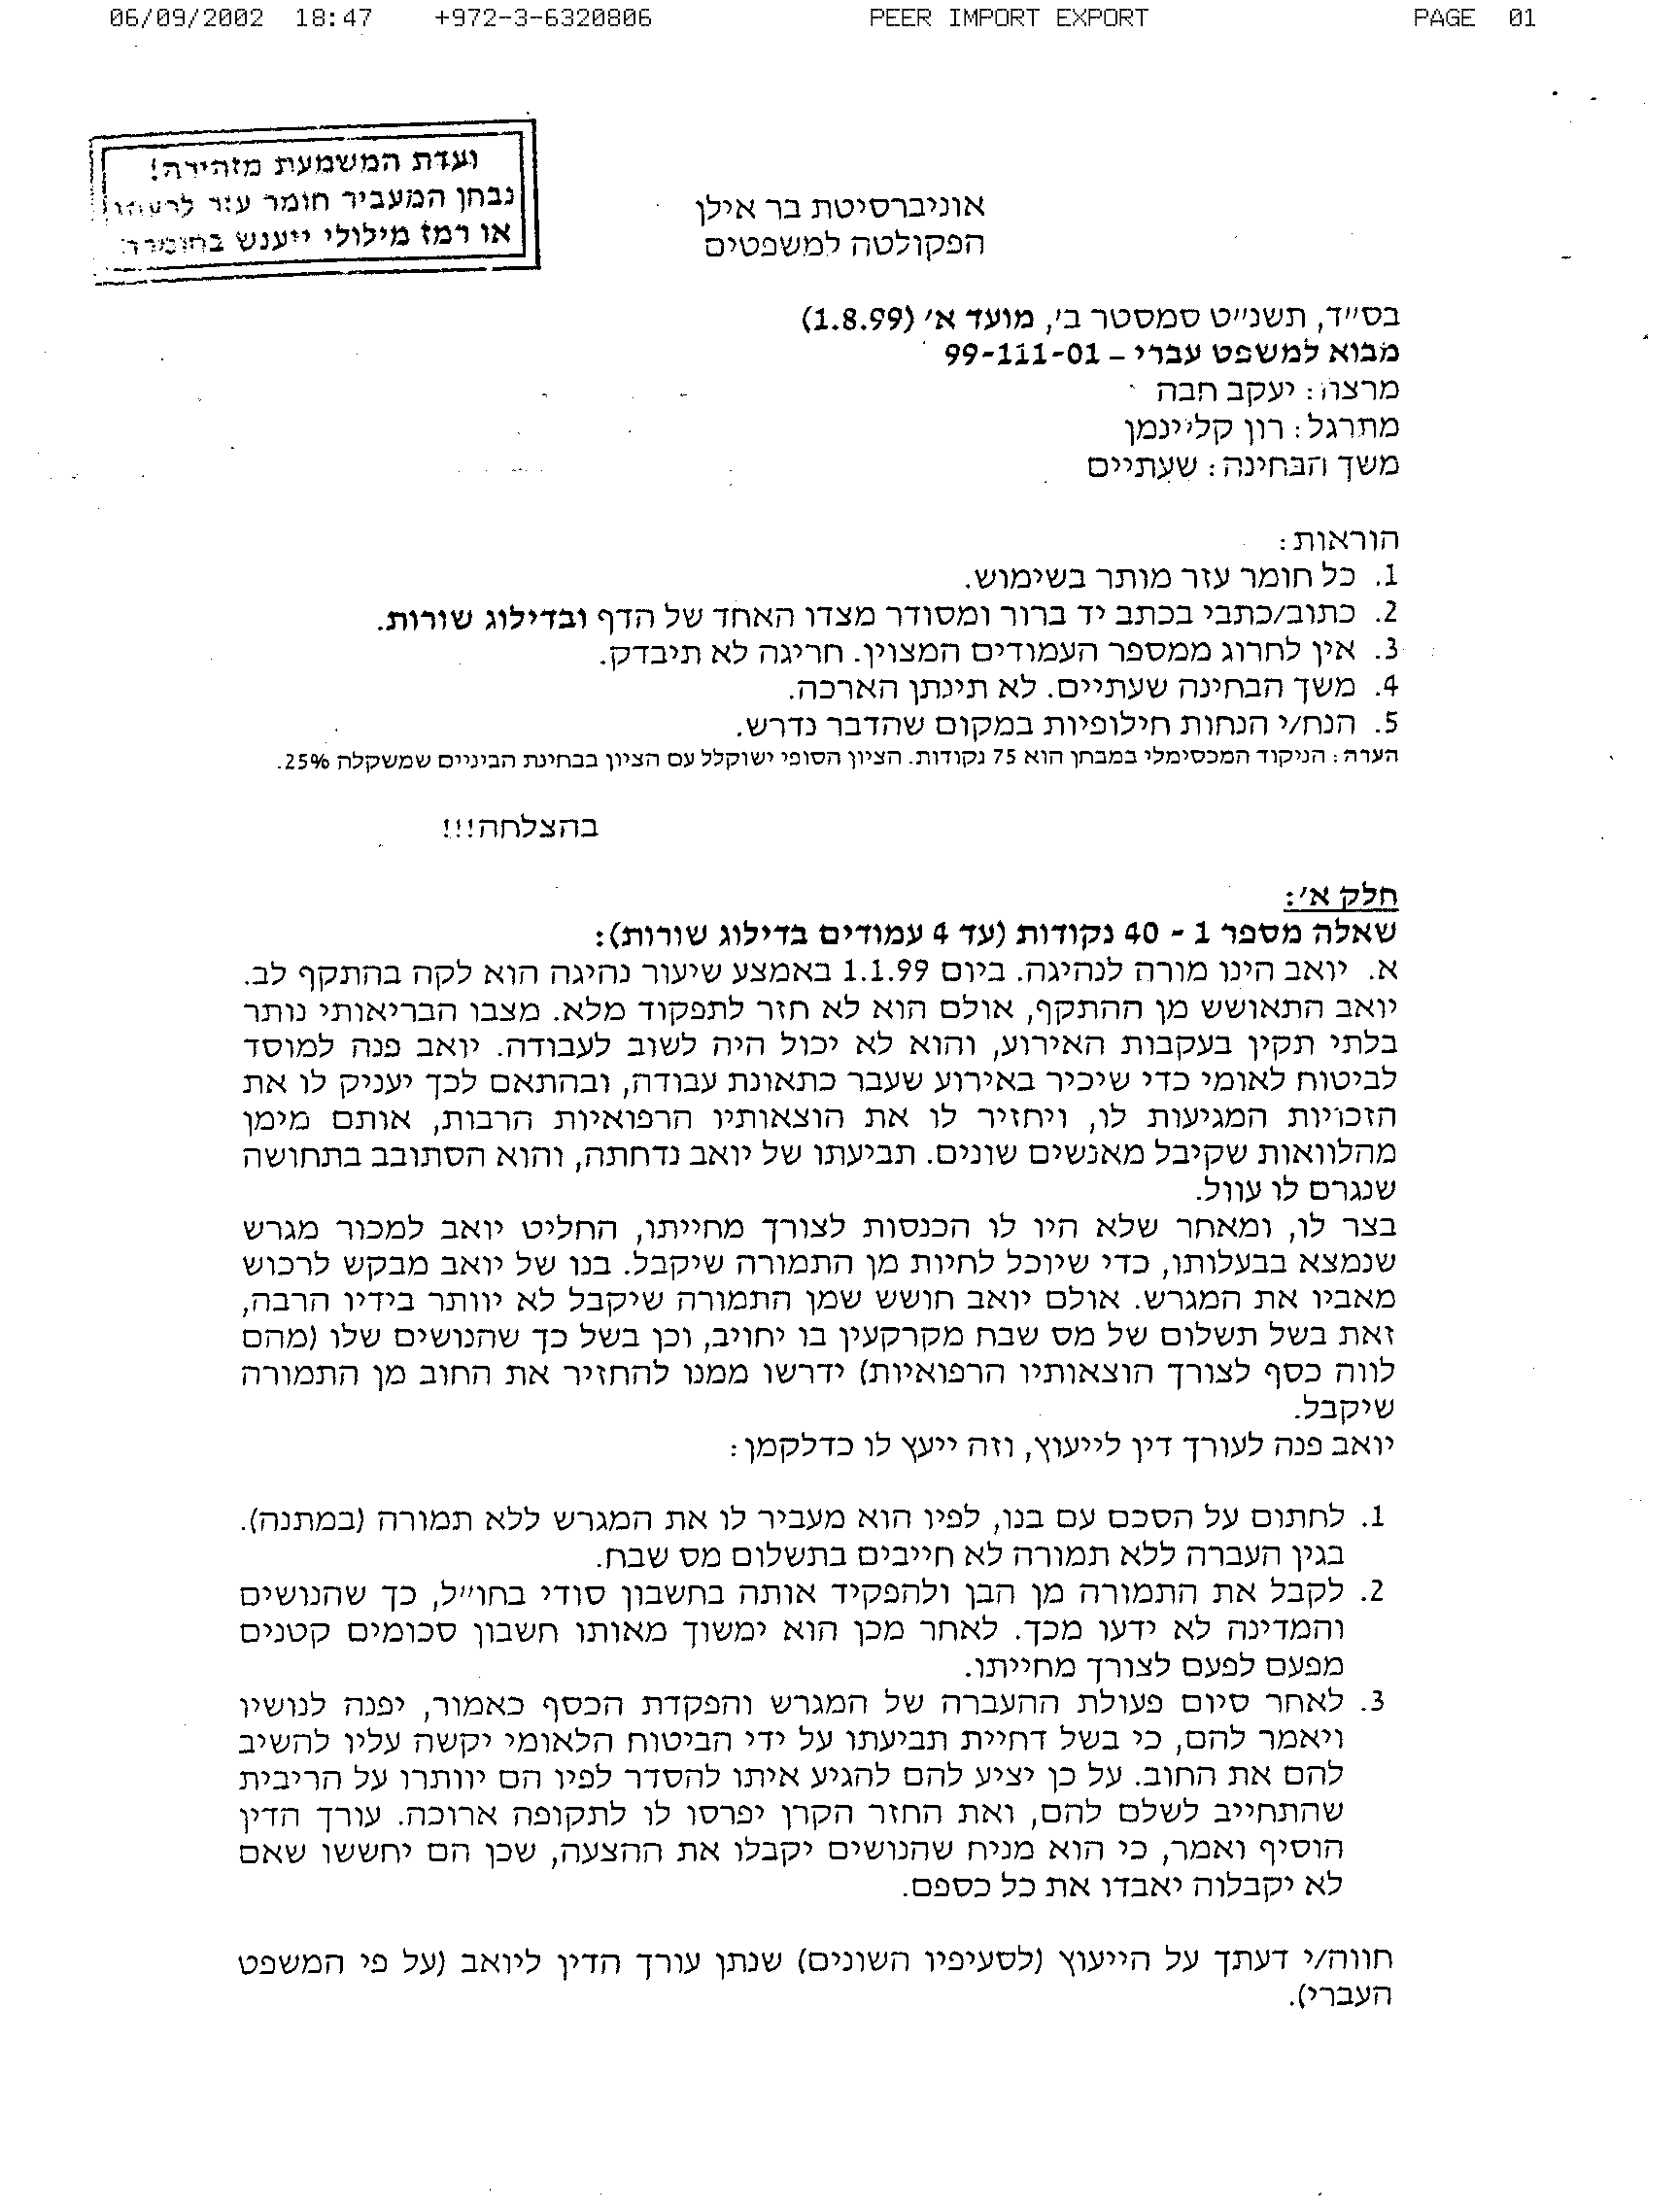 06/09/2002 18:47 +972-3-6320806 PEER IMPORT EXPORT PAGE 01
ועדת המשמעת מזהירה!
נבחן המעביר חומר עזר לרעהו
או רמז מילולי ייענש בחומרה
אוניברסיטת בר אילן
הפקולטה למשפטים
בס״ד, תשנ״ט סמסטר ב׳, מועד א׳ (1.8.99)
מבוא למשפט עברי – 99-111-01
מרצה: יעקב חבה
מתרגל: רון קליינמן
משך הבחינה: שעתיים
הוראות:
1. כל חומר עזר מותר בשימוש.
2. כתוב/כתבי בכתב יד ברור ומסודר מצדו האחד של הדף ובדילוג שורות.
3. אין לחרוג ממספר העמודים המצוין. חריגה לא תיבדק.
4. משך הבחינה שעתיים. לא תינתן הארכה.
5. הנח/י הנחות חילופיות במקום שהדבר נדרש.
הערה: הניקוד המכסימלי במבחן הוא 75 נקודות. הציון הסופי ישוקלל עם הציון בבחינת הביניים שמשקלה 25%.
בהצלחה!!!
חלק א׳:
שאלה מספר 1 - 40 נקודות (עד 4 עמודים בדילוג שורות):
א. יואב הינו מורה לנהיגה. ביום 1.1.99 באמצע שיעור נהיגה הוא לקה בהתקף לב.
יואב התאושש מן ההתקף, אולם הוא לא חזר לתפקוד מלא. מצבו הבריאותי נותר
בלתי תקין בעקבות האירוע, והוא לא יכול היה לשוב לעבודה. יואב פנה למוסד
לביטוח לאומי כדי שיכיר באירוע שעבר כתאונת עבודה, ובהתאם לכך יעניק לו את
הזכויות המגיעות לו, ויחזיר לו את הוצאותיו הרפואיות הרבות, אותם מימן
מהלוואות שקיבל מאנשים שונים. תביעתו של יואב נדחתה, והוא הסתובב בתחושה
שנגרם לו עוול.
בצר לו, ומאחר שלא היו לו הכנסות לצורך מחייתו, החליט יואב למכור מגרש
שנמצא בבעלותו, כדי שיוכל לחיות מן התמורה שיקבל. בנו של יואב מבקש לרכוש
מאביו את המגרש. אולם יואב חושש שמן התמורה שיקבל לא יוותר בידיו הרבה,
זאת בשל תשלום של מס שבח מקרקעין בו יחויב, וכן בשל כך שהנושים שלו (מהם
לווה כסף לצורך הוצאותיו הרפואיות) ידרשו ממנו להחזיר את החוב מן התמורה
שיקבל.
יואב פנה לעורך דין לייעוץ, וזה ייעץ לו כדלקמן:
1. לחתום על הסכם עם בנו, לפיו הוא מעביר לו את המגרש ללא תמורה (במתנה).
בגין העברה ללא תמורה לא חייבים בתשלום מס שבח.
2. לקבל את התמורה מן הבן ולהפקיד אותה בחשבון סודי בחו״ל, כך שהנושים
והמדינה לא ידעו מכך. לאחר מכן הוא ימשוך מאותו חשבון סכומים קטנים
מפעם לפעם לצורך מחייתו.
3. לאחר סיום פעולת ההעברה של המגרש והפקדת הכסף כאמור, יפנה לנושיו
ויאמר להם, כי בשל דחיית תביעתו על ידי הביטוח הלאומי יקשה עליו להשיב
להם את החוב. על כן יציע להם להגיע איתו להסדר לפיו הם יוותרו על הריבית
שהתחייב לשלם להם, ואת החזר הקרן יפרסו לו לתקופה ארוכה. עורך הדין
הוסיף ואמר, כי הוא מניח שהנושים יקבלו את ההצעה, שכן הם יחששו שאם
לא יקבלוה יאבדו את כל כספם.
חווה/י דעתך על הייעוץ (לסעיפיו השונים) שנתן עורך הדין ליואב (על פי המשפט
העברי).